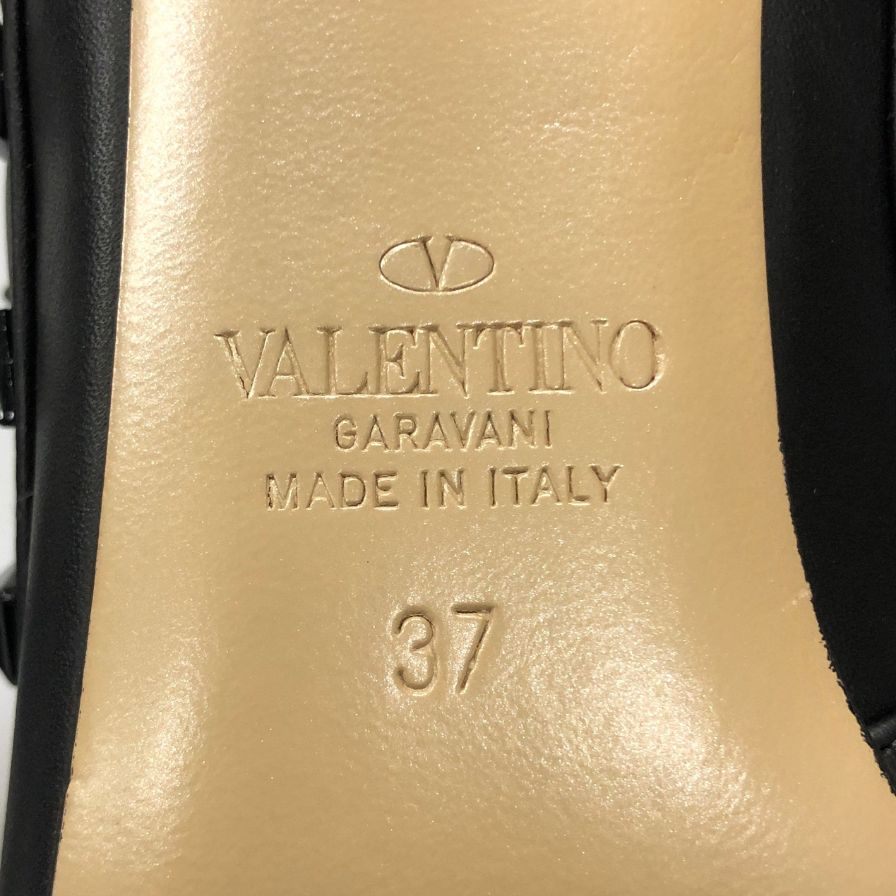 V
VALENTINO
GARAVANI
MADE IN ITALY
37